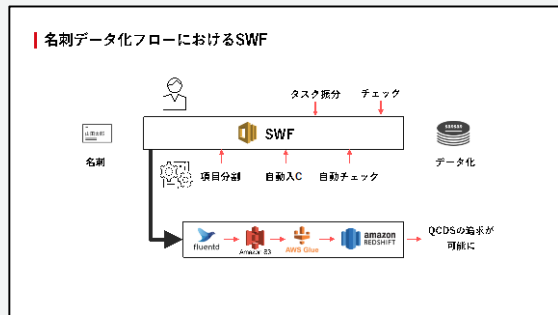 名刺データ化フローにおけるSWF
タスク振分
チェック
SWF
名刺
データ化
項目分割
自動入C
自動チェック
fluentd
Amazon S3
AWS Glue
amazon
REDSHIFT
QCDSの追求が
可能に